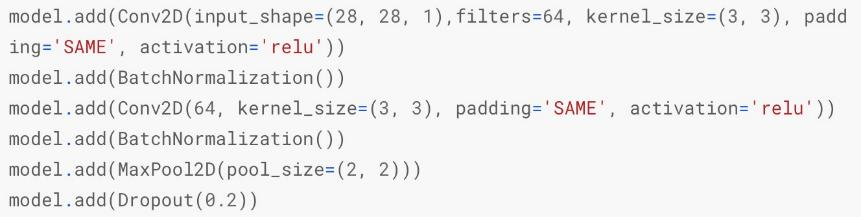 model.add(Conv2D(input_shape=(28, 28, 1),filters=64, kernel_size=(3, 3), padd
ing='SAME', activation='relu'))
model.add(BatchNormalization())
model.add(Conv2D(64, kernel_size=(3, 3), padding='SAME', activation='relu'))
model.add(BatchNormalization())
model.add(MaxPool2D(pool_size=(2, 2)))
model.add(Dropout(0.2))